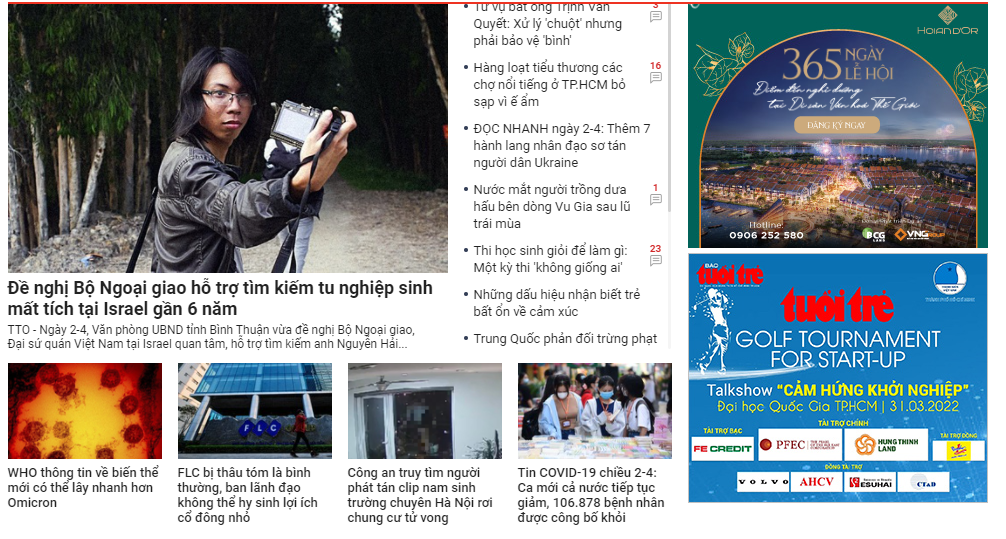 Từ vụ bắt ông Trịnh Văn
Quyết: Xử lý 'chuột' nhưng
phải bảo vệ 'bình'
3
Hàng loạt tiểu thương các
chợ nổi tiếng ở TP.HCM bỏ
sạp vì ế ẩm
16
ĐỌC NHANH ngày 2-4: Thêm 7
hành lang nhân đạo sơ tán
người dân Ukraine
Nước mắt người trồng dưa
hấu bên dòng Vu Gia sau lũ
trái mùa
1
Thi học sinh giỏi để làm gì:
Một kỳ thi 'không giống ai'
23
Những dấu hiệu nhận biết trẻ
bất ổn về cảm xúc
Trung Quốc phản đối trừng phạt
Đề nghị Bộ Ngoại giao hỗ trợ tìm kiếm tu nghiệp sinh
mất tích tại Israel gần 6 năm
TTO - Ngày 2-4, Văn phòng UBND tỉnh Bình Thuận vừa đề nghị Bộ Ngoại giao,
Đại sứ quán Việt Nam tại Israel quan tâm, hỗ trợ tìm kiếm anh Nguyễn Hải...
FLC
WHO thông tin về biến thể
mới có thể lây nhanh hơn
Omicron
FLC bị thâu tóm là bình
thường, ban lãnh đạo
không thể hy sinh lợi ích
cổ đông nhỏ
Công an truy tìm người
phát tán clip nam sinh
trường chuyên Hà Nội rơi
chung cư tử vong
Tin COVID-19 chiều 2-4:
Ca mới cả nước tiếp tục
giảm, 106.878 bệnh nhân
được công bố khỏi
HOIAN D'OR
365 NGÀY
LỄ HỘI
Điểm đến nghỉ dưỡng
tại Di sản Văn hoá Thế Giới
ĐĂNG KÝ NGAY
Hotline:
0906 252 580
BCG
LAND
VNG GROUP
BÁO
tuổi trẻ
tuổi trẻ
GOLF TOURNAMENT
FOR START-UP
Talkshow "CẢM HỨNG KHỞI NGHIỆP"
Đại học Quốc Gia TP.HCM | 31.03.2022
TÀI TRỢ BẠC
TÀI TRỢ CHÍNH
TÀI TRỢ ĐỒNG
FE CREDIT
PFEC
HUNG THINH
LAND
ĐỒNG TÀI TRỢ
VOLVO
AHCV
ESUHAI
CT&D